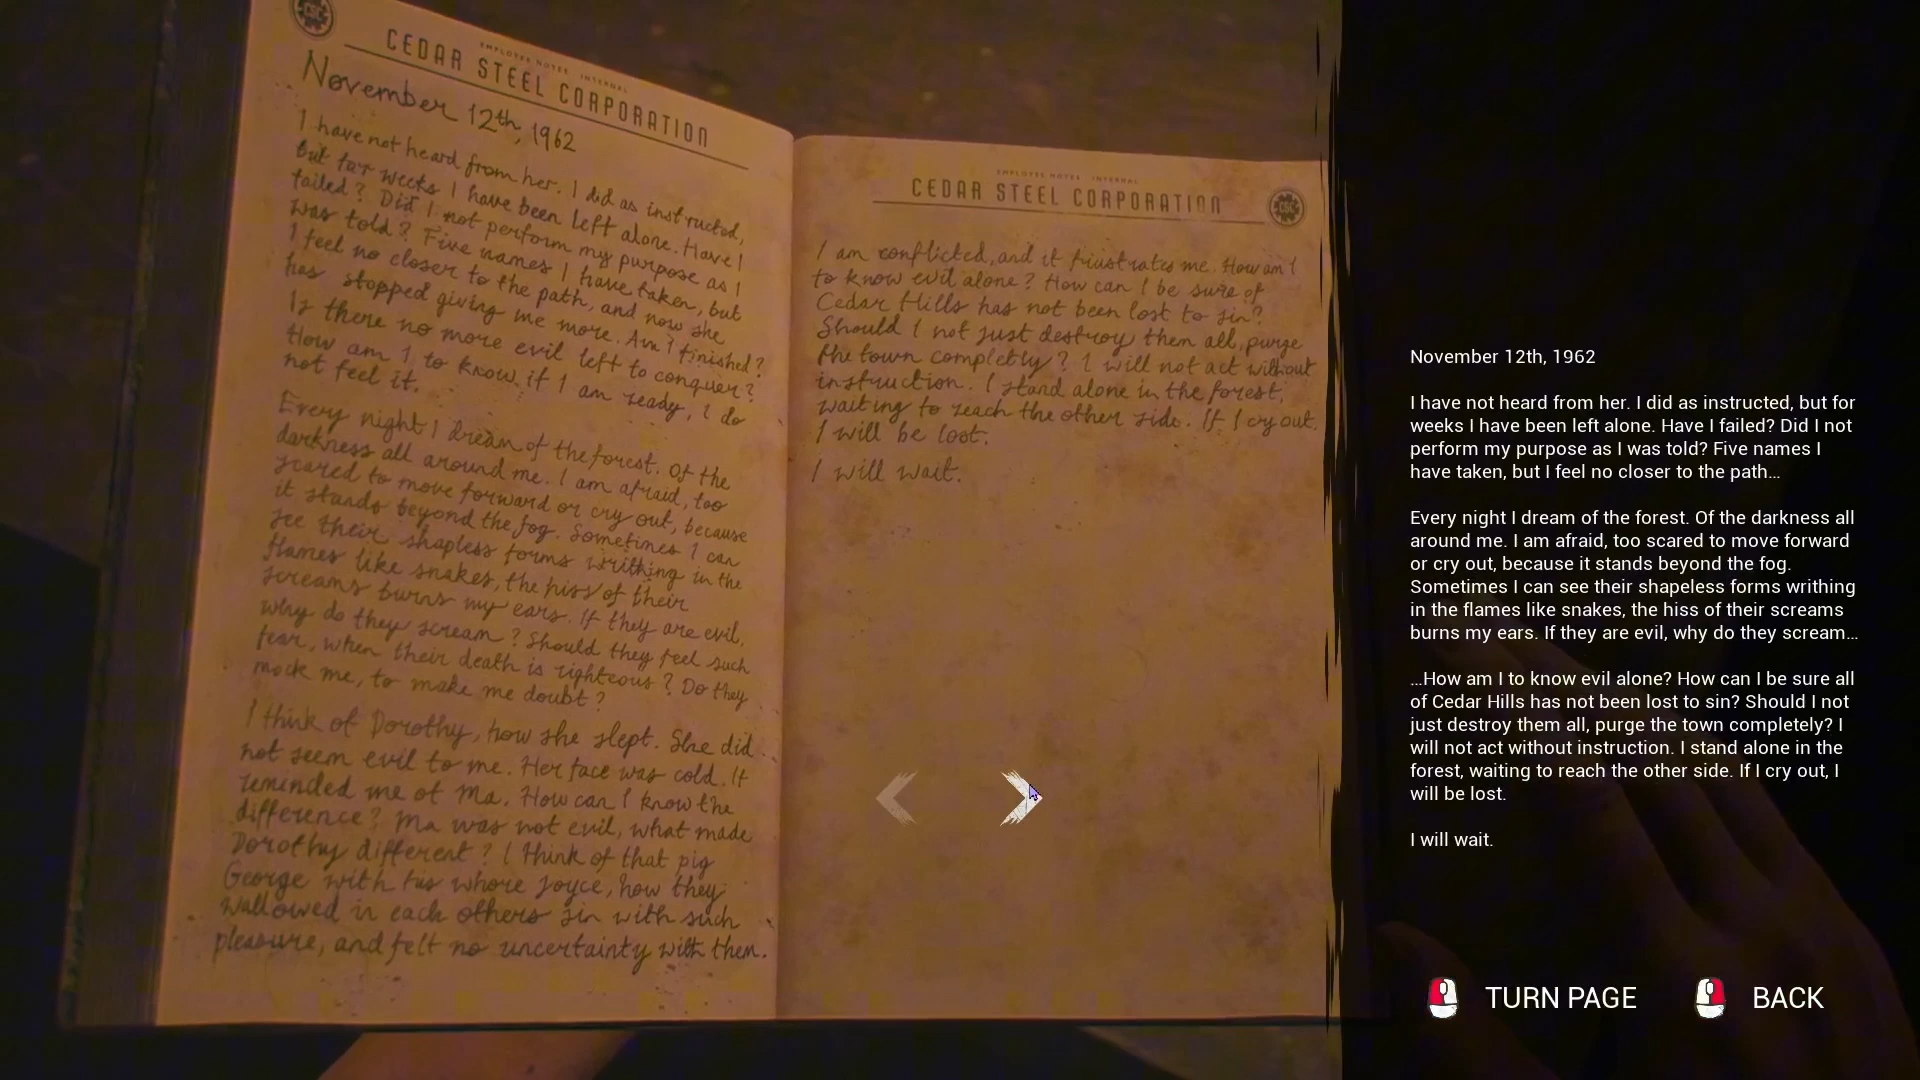 CSC
EMPLOYEE NOTES INTERNAL
CEDAR STEEL CORPORATION
November 12th, 1962
I have not heard from her. I did as instructed,
but for weeks I have been left alone. Have I
failed? Did I not perform my purpose as I
was told? Five names I have taken, but
I feel no closer to the path, and now she
has stopped giving me more. Am I finished?
Is there no more evil left to conquer?
How am I to know if I am ready, I do
not feel it.
Every night I dream of the forest. Of the
darkness all around me. I am afraid, too
scared to move forward or cry out, because
it stands beyond the fog. Sometimes I can
see their shapless forms writhing in the
flames like snakes, the hiss of their
screams burns my ears. If they are evil,
why do they scream? Should they feel such
fear, when their death is righteous? Do they
mock me, to make me doubt?
I think of Dorothy, how she slept. She did
not seem evil to me. Her face was cold. It
reminded me of Ma. How can I know the
difference? Ma was not evil, what made
Dorothy different? I think of that pig
George with his whore Joyce, how they
wallowed in each others sin with such
pleasure, and felt no uncertainty with them.
EMPLOYEE NOTES INTERNAL
CEDAR STEEL CORPORATION
CSC
I am conflicted, and it frustrates me. How am I
to know evil alone? How can I be sure of
Cedar Hills has not been lost to sin?
Should I not just destroy them all, purge
the town completly? I will not act without
instruction. I stand alone in the forest,
waiting to reach the other side. If I cry out,
I will be lost.
I will wait.
November 12th, 1962
I have not heard from her. I did as instructed, but for
weeks I have been left alone. Have I failed? Did I not
perform my purpose as I was told? Five names I
have taken, but I feel no closer to the path…
Every night I dream of the forest. Of the darkness all
around me. I am afraid, too scared to move forward
or cry out, because it stands beyond the fog.
Sometimes I can see their shapeless forms writhing
in the flames like snakes, the hiss of their screams
burns my ears. If they are evil, why do they scream…
…How am I to know evil alone? How can I be sure all
of Cedar Hills has not been lost to sin? Should I not
just destroy them all, purge the town completely? I
will not act without instruction. I stand alone in the
forest, waiting to reach the other side. If I cry out, I
will be lost.
I will wait.
TURN PAGE
BACK